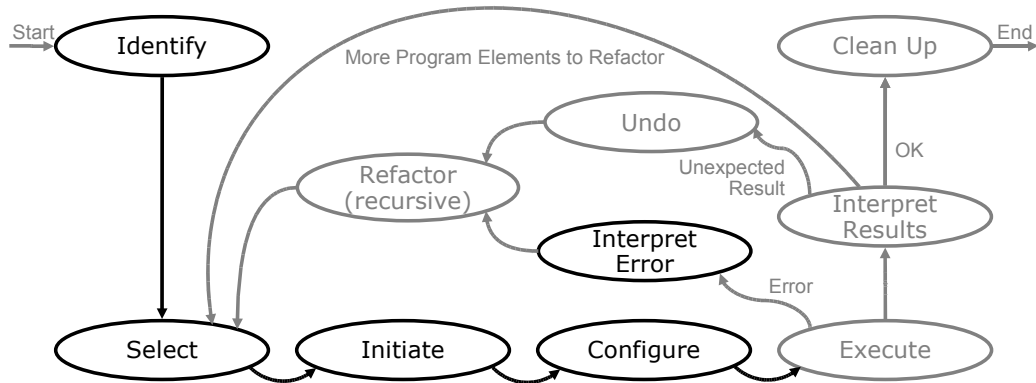 Start
Identify
More Program Elements to Refactor
Clean Up
End
Undo
OK
Unexpected
Result
Refactor
(recursive)
Interpret
Results
Interpret
Error
Error
Select
Initiate
Configure
Execute